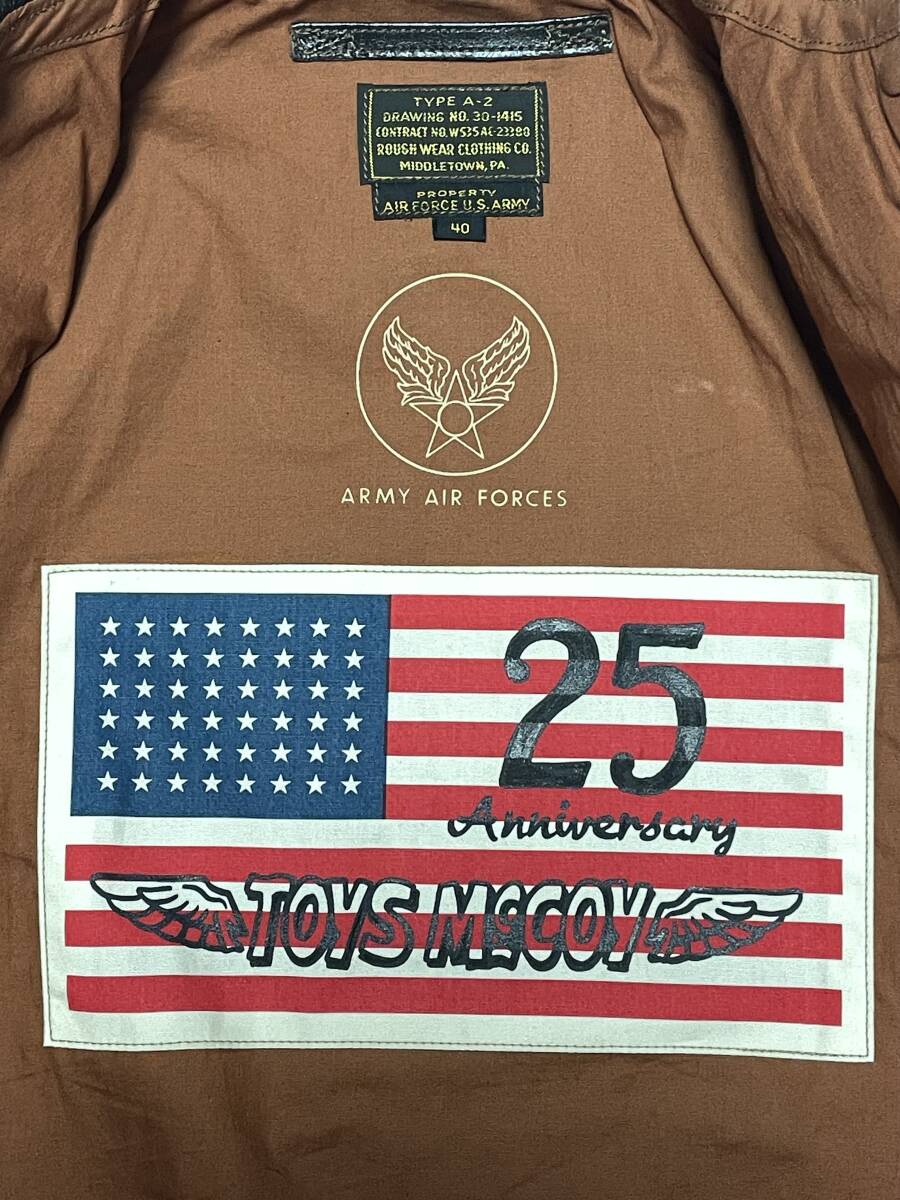 TYPE A-2
DRAWING NO. 30-1415
CONTRACT NO. W535 AC-23380
ROUGH WEAR CLOTHING CO.
MIDDLETOWN, PA.
PROPERTY
AIR FORCE U.S. ARMY
40
ARMY AIR FORCES
25
Anniversary
TOYS McCOY